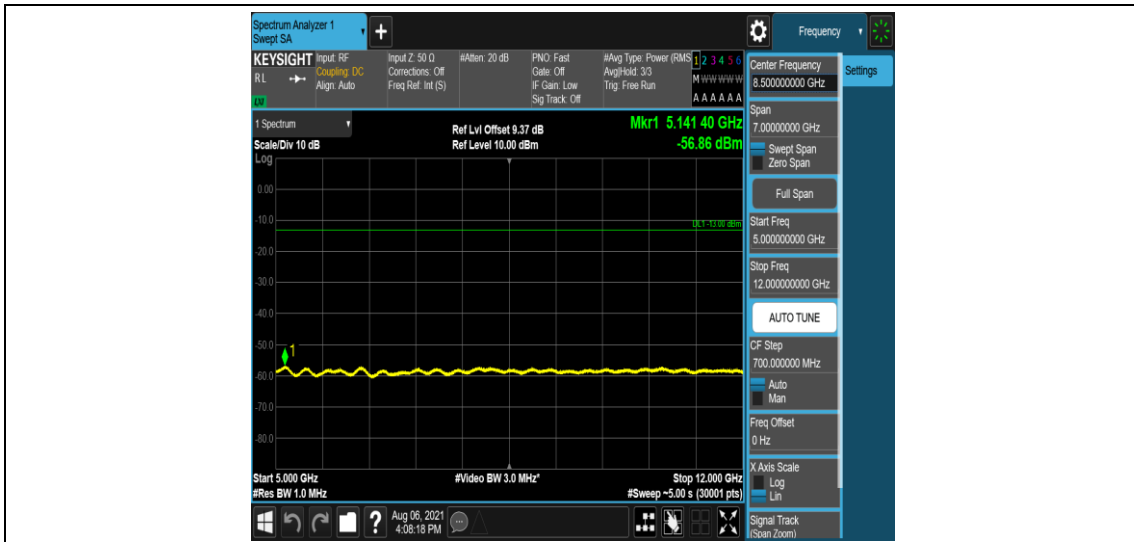 Spectrum Analyzer 1
Swept SA
+
Frequency
KEYSIGHT
RL
LM
Input: RF
Coupling: DC
Align: Auto
Input Z: 50 Ω
Corrections: Off
Freq Ref: Int (S)
#Atten: 20 dB
PNO: Fast
Gate: Off
IF Gain: Low
Sig Track: Off
#Avg Type: Power (RMS
Avg|Hold: 3/3
Trig: Free Run
1 2 3 4 5 6
M W W W W W
A A A A A A
1 Spectrum
Scale/Div 10 dB
Log
Ref Lvl Offset 9.37 dB
Ref Level 10.00 dBm
Mkr1 5.141 40 GHz
-56.86 dBm
0.00
-10.0
DL1 -13.00 dBm
-20.0
-30.0
-40.0
-50.0
1
-60.0
-70.0
-80.0
Start 5.000 GHz
#Res BW 1.0 MHz
#Video BW 3.0 MHz*
Stop 12.000 GHz
#Sweep ~5.00 s (30001 pts)
?
Aug 06, 2021
4:08:18 PM
Center Frequency
8.500000000 GHz
Settings
Span
7.00000000 GHz
Swept Span
Zero Span
Full Span
Start Freq
5.000000000 GHz
Stop Freq
12.000000000 GHz
AUTO TUNE
CF Step
700.000000 MHz
Auto
Man
Freq Offset
0 Hz
X Axis Scale
Log
Lin
Signal Track
(Span Zoom)